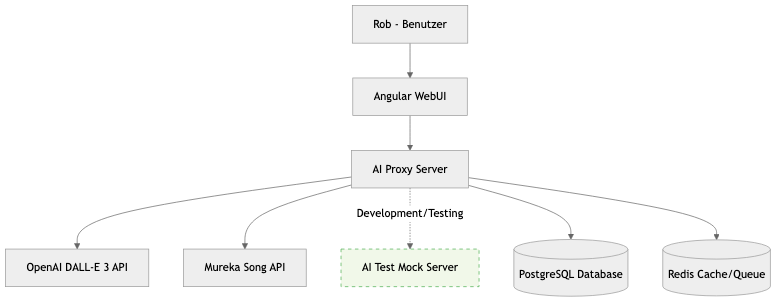 Rob - Benutzer
Angular WebUI
AI Proxy Server
Development/Testing
OpenAI DALL-E 3 API
Mureka Song API
AI Test Mock Server
PostgreSQL Database
Redis Cache/Queue